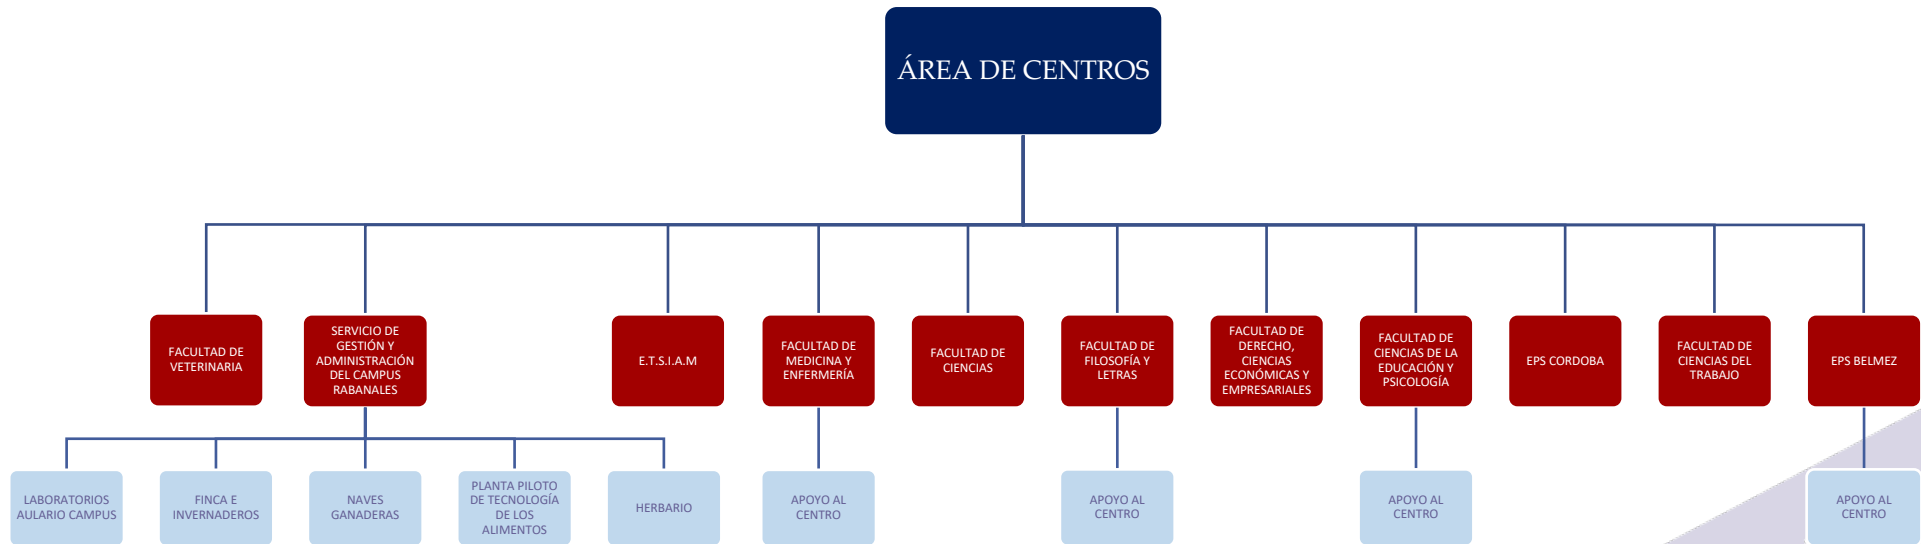 ÁREA DE CENTROS
FACULTAD DE
VETERINARIA
SERVICIO DE
GESTIÓN Y
ADMINISTRACIÓN
DEL CAMPUS
RABANALES
E.T.S.I.A.M
FACULTAD DE
MEDICINA Y
ENFERMERÍA
FACULTAD DE
CIENCIAS
FACULTAD DE
FILOSOFÍA Y
LETRAS
FACULTAD DE
DERECHO,
CIENCIAS
ECONÓMICAS Y
EMPRESARIALES
FACULTAD DE
CIENCIAS DE LA
EDUCACIÓN Y
PSICOLOGÍA
EPS CORDOBA
FACULTAD DE
CIENCIAS DEL
TRABAJO
EPS BELMEZ
LABORATORIOS
AULARIO CAMPUS
FINCA E
INVERNADEROS
NAVES
GANADERAS
PLANTA PILOTO
DE TECNOLOGÍA
DE LOS
ALIMENTOS
HERBARIO
APOYO AL
CENTRO
APOYO AL
CENTRO
APOYO AL
CENTRO
APOYO AL
CENTRO